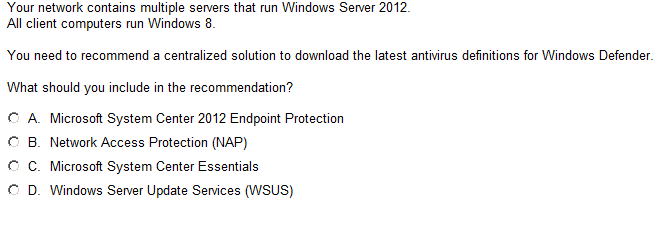 Your network contains multiple servers that run Windows Server 2012.
All client computers run Windows 8.
You need to recommend a centralized solution to download the latest antivirus definitions for Windows Defender.
What should you include in the recommendation?
A. Microsoft System Center 2012 Endpoint Protection
B. Network Access Protection (NAP)
C. Microsoft System Center Essentials
D. Windows Server Update Services (WSUS)